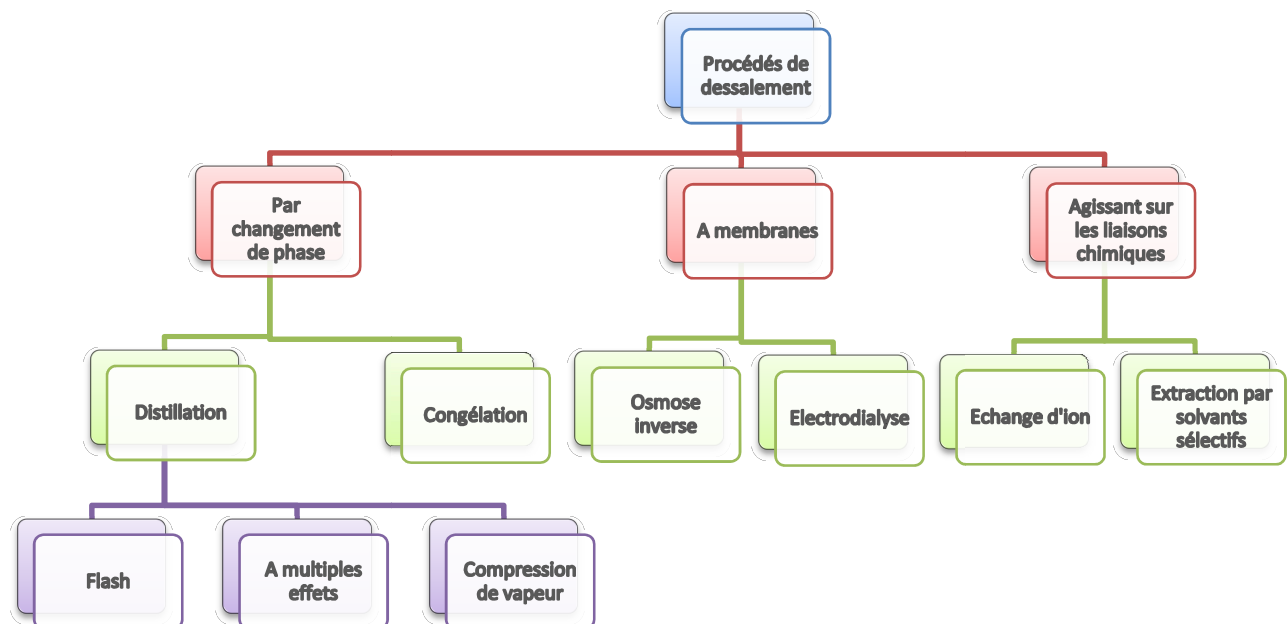 Procédés de
dessalement
Par
changement
de phase
A membranes
Agissant sur
les liaisons
chimiques
Distillation
Congélation
Osmose
inverse
Electrodialyse
Echange d'ion
Extraction par
solvants
sélectifs
Flash
A multiples
effets
Compression
de vapeur